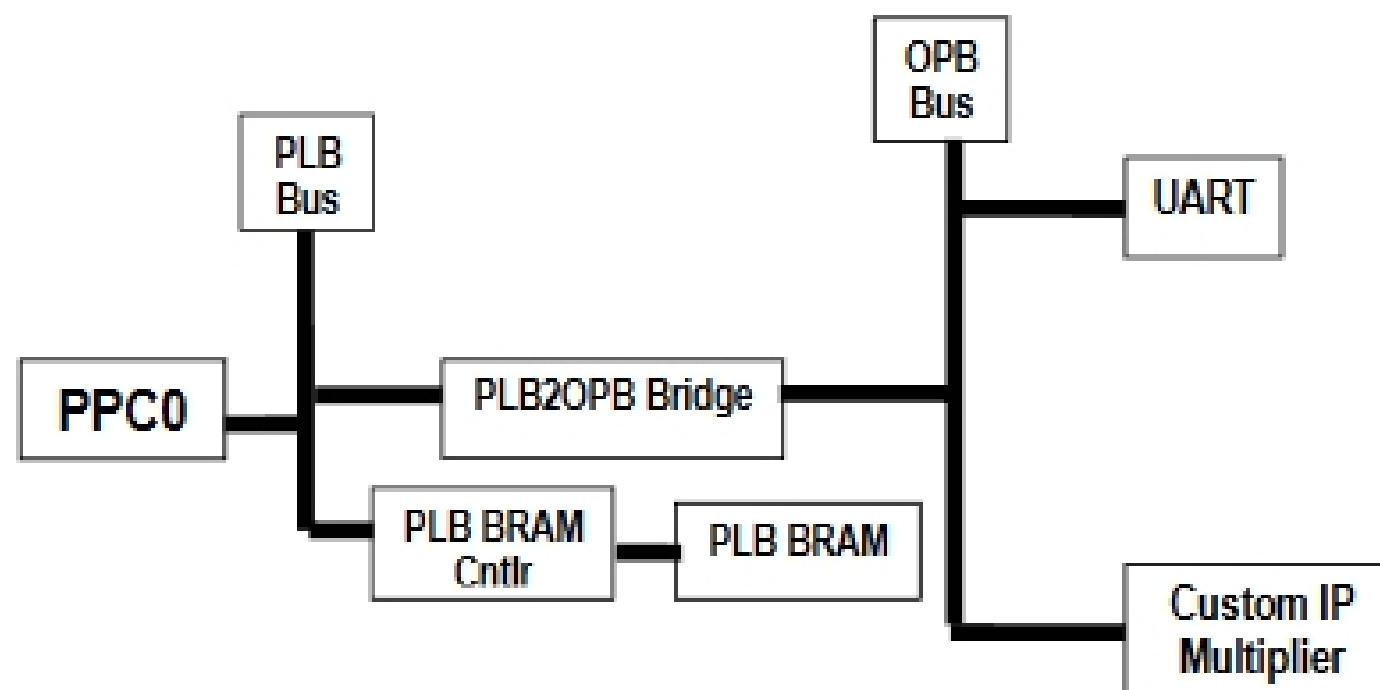 OPB
Bus
PLB
Bus
UART
PPC0
PLB2OPB Bridge
PLB BRAM
Cntlr
PLB BRAM
Custom IP
Multiplier